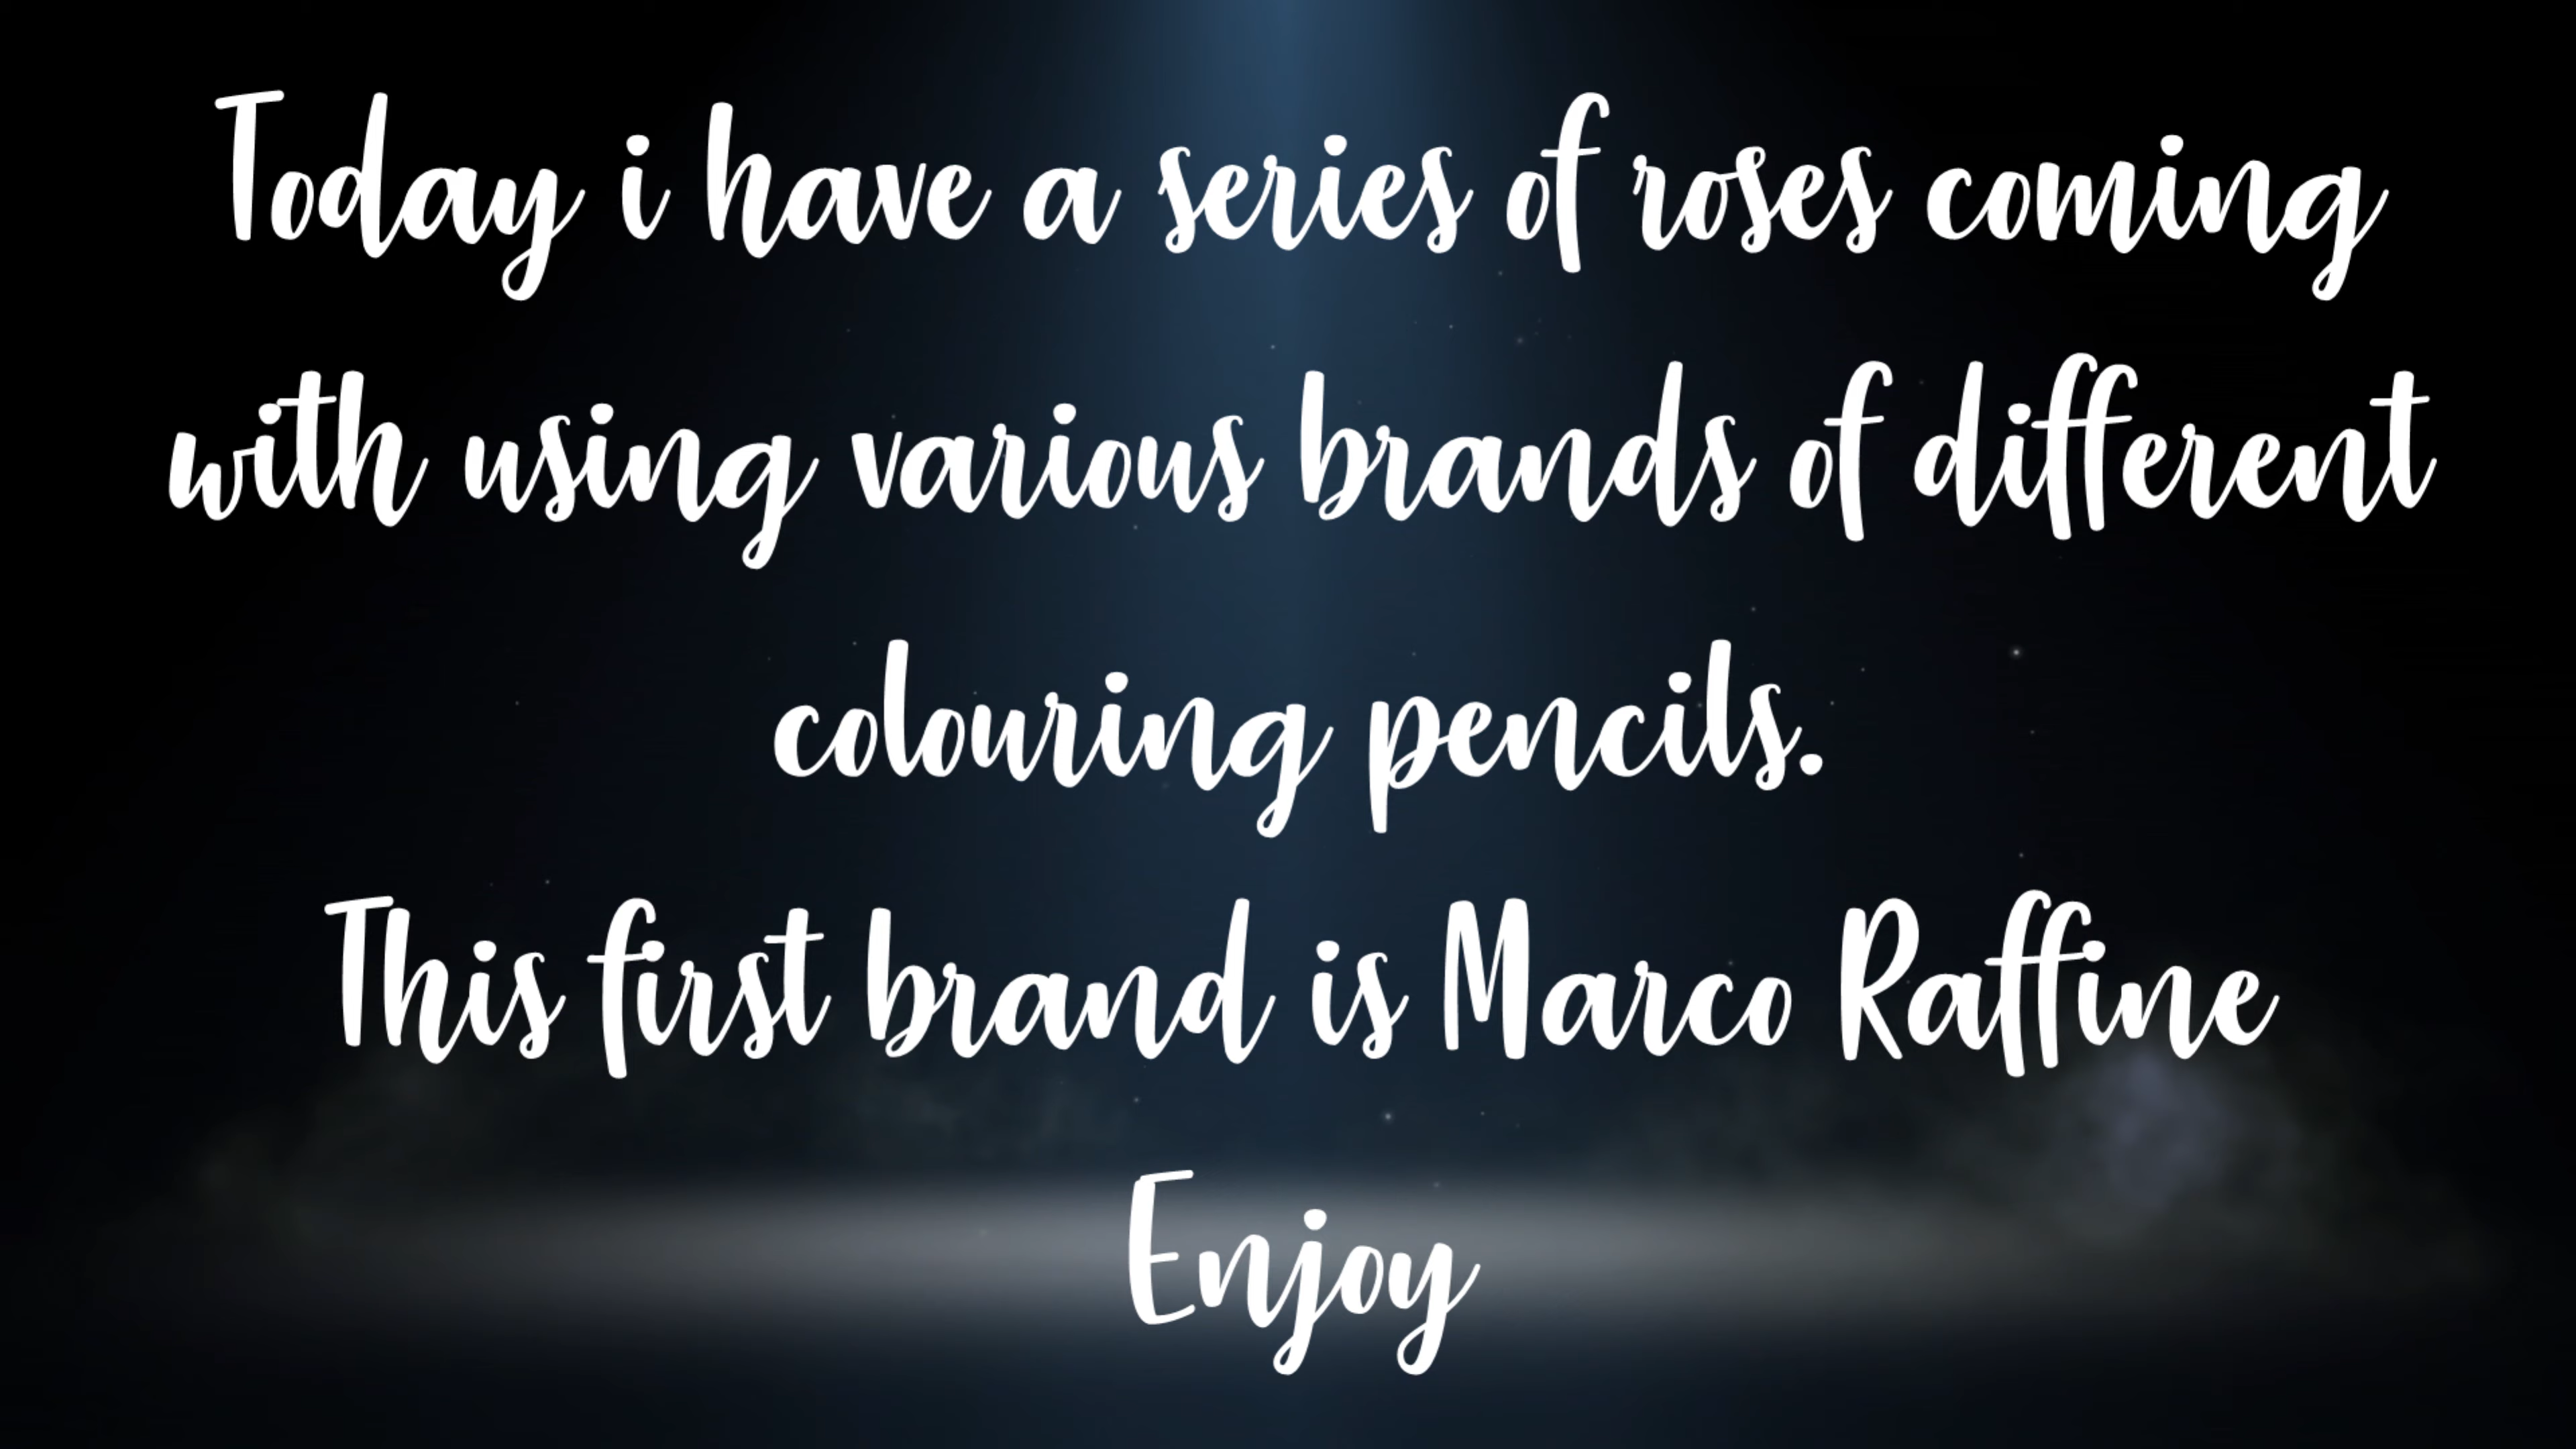 Today i have a series of roses coming
with using various brands of different
colouring pencils.
This first brand is Marco Raffine
Enjoy